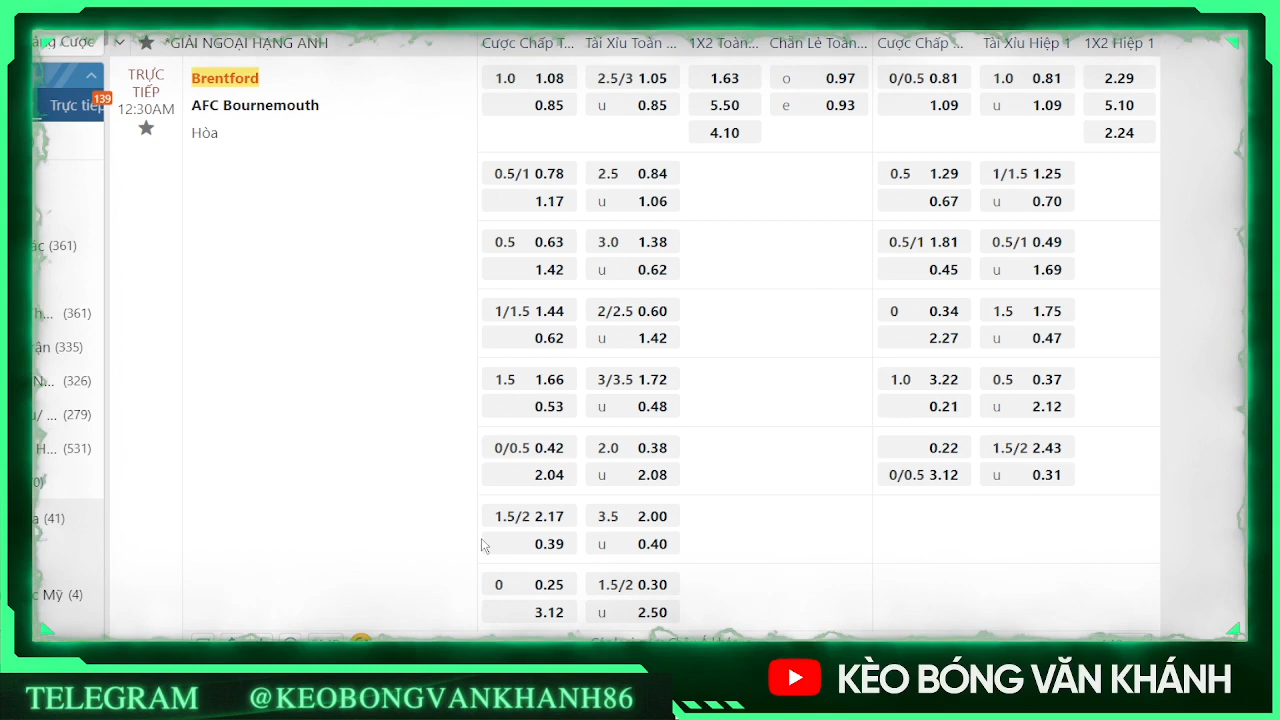 ảng Cược
GIẢI NGOẠI HẠNG ANH Cược Chấp T... Tài Xỉu Toàn ... 1X2 Toàn... Chẵn Lẻ Toàn... Cược Chấp ... Tài Xỉu Hiệp 1 1X2 Hiệp 1
Trực tiếp 139
TRỰC TIẾP
12:30AM
Brentford 1.0 1.08 2.5/3 1.05 1.63 o 0.97 0/0.5 0.81 1.0 0.81 2.29
AFC Bournemouth 0.85 u 0.85 5.50 e 0.93 1.09 u 1.09 5.10
Hòa 4.10 2.24
0.5/1 0.78 2.5 0.84 0.5 1.29 1/1.5 1.25
1.17 u 1.06 0.67 u 0.70
ác (361)
0.5 0.63 3.0 1.38 0.5/1 1.81 0.5/1 0.49
1.42 u 0.62 0.45 u 1.69
h... (361)
1/1.5 1.44 2/2.5 0.60 0 0.34 1.5 1.75
0.62 u 1.42 2.27 u 0.47
rận (335)
N... (326)
1.5 1.66 3/3.5 1.72 1.0 3.22 0.5 0.37
0.53 u 0.48 0.21 u 2.12
u/ ... (279)
H... (531)
0/0.5 0.42 2.0 0.38 0.22 1.5/2 2.43
2.04 u 2.08 0/0.5 3.12 u 0.31
0)
a (41)
1.5/2 2.17 3.5 2.00
0.39 u 0.40
c Mỹ (4)
0 0.25 1.5/2 0.30
3.12 u 2.50
TELEGRAM @KEOBONGVANKHANH86
KÈO BÓNG VĂN KHÁNH